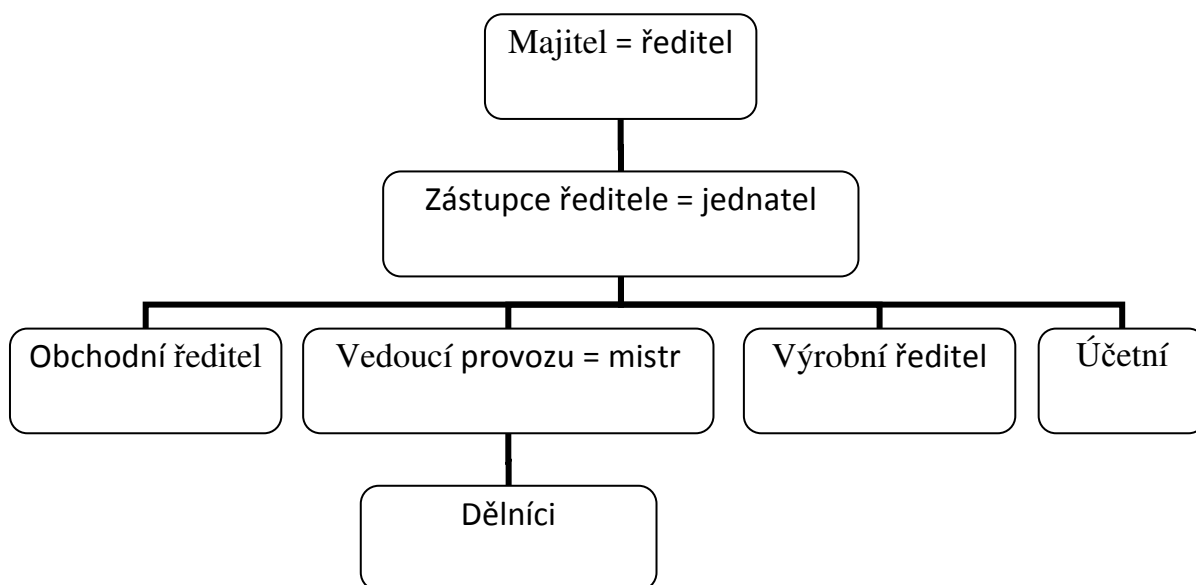 Majitel = ředitel
Zástupce ředitele = jednatel
Obchodní ředitel
Vedoucí provozu = mistr
Výrobní ředitel
Účetní
Dělníci